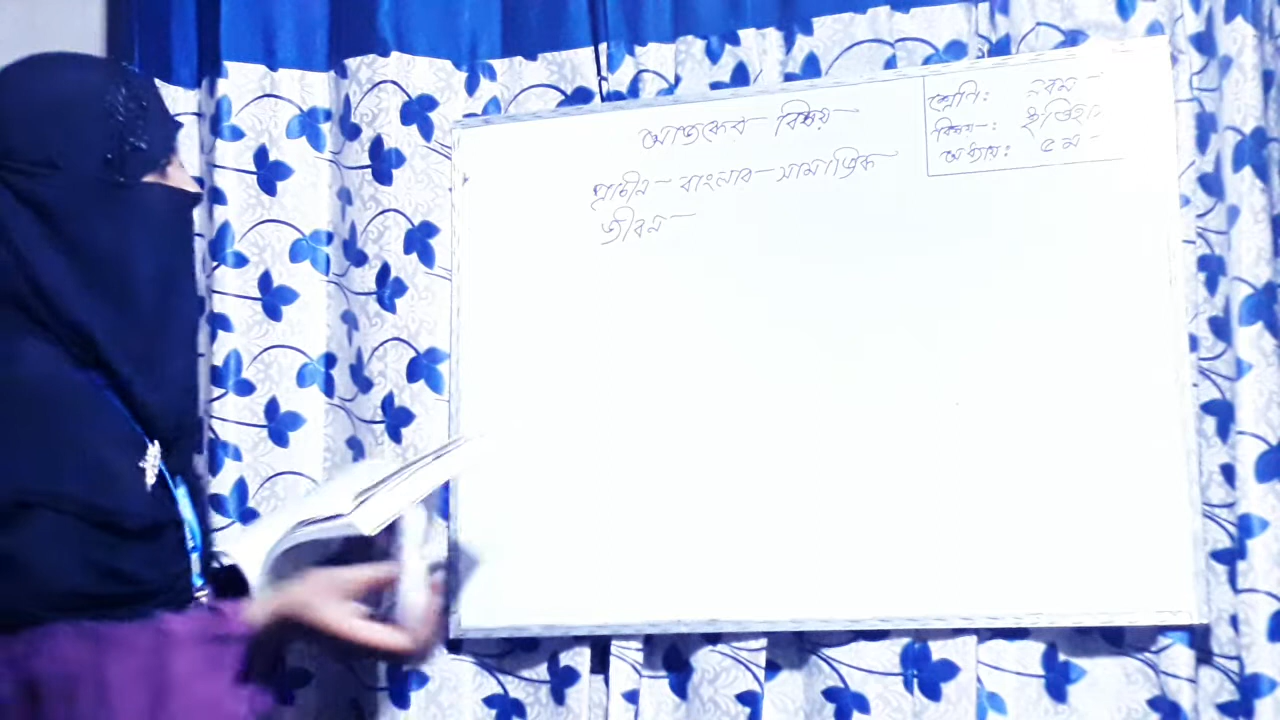 আজকের বিষয়
প্রাচীন বাংলার সামাজিক
জীবন
শ্রেণি: নবম
বিষয়: ইতিহাস
অধ্যায়: ৫ম